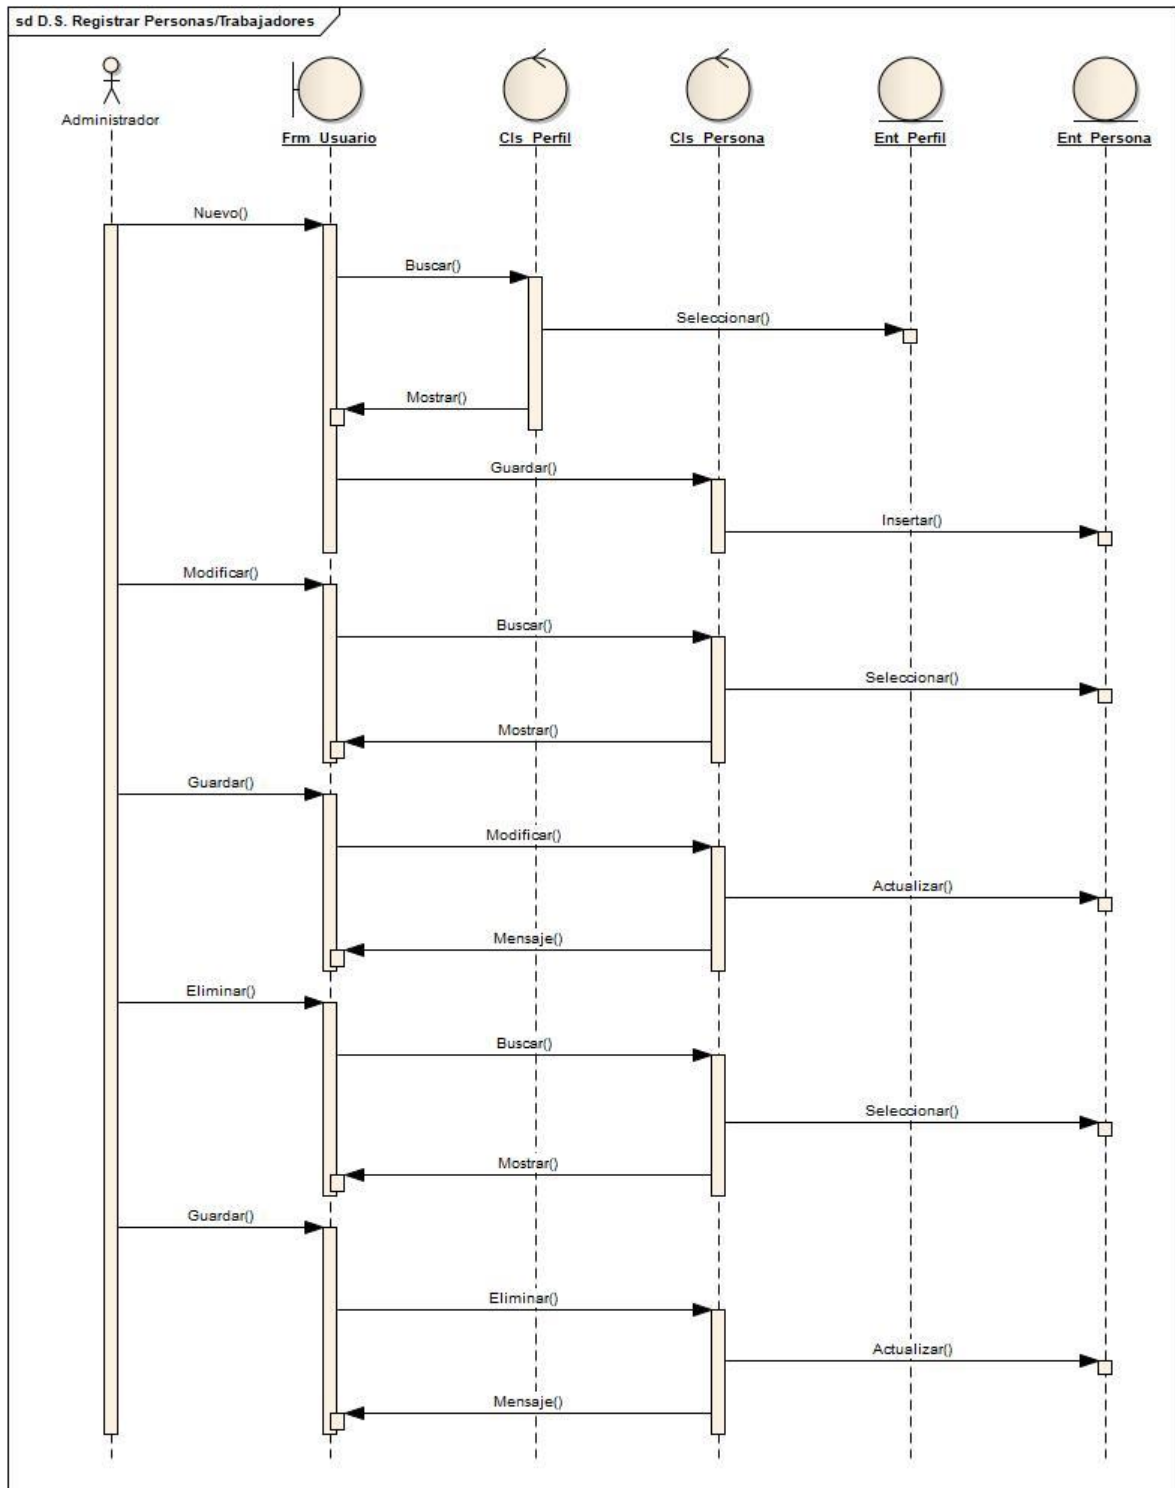 sd D.S. Registrar Personas/Trabajadores
Administrador
Frm_Usuario
Cls_Perfil
Cls_Persona
Ent_Perfil
Ent_Persona
Nuevo()
Buscar()
Seleccionar()
Mostrar()
Guardar()
Insertar()
Modificar()
Buscar()
Seleccionar()
Mostrar()
Guardar()
Modificar()
Actualizar()
Mensaje()
Eliminar()
Buscar()
Seleccionar()
Mostrar()
Guardar()
Eliminar()
Actualizar()
Mensaje()